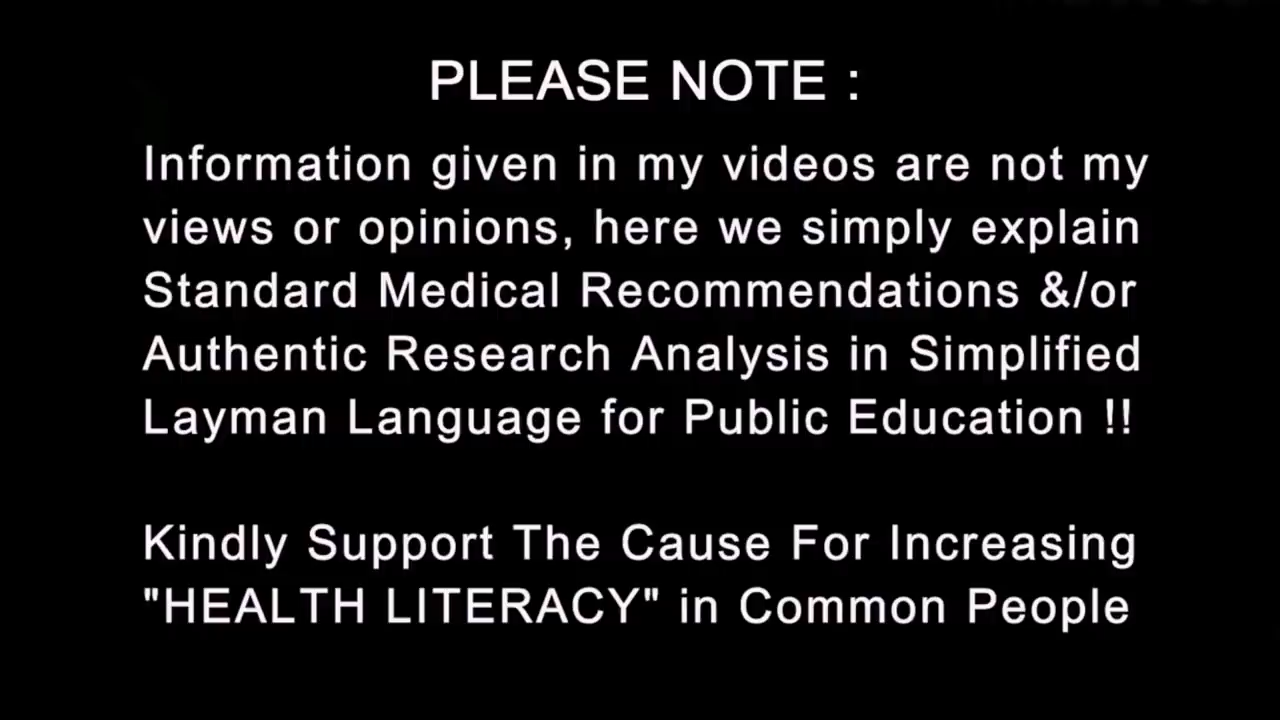 PLEASE NOTE :
Information given in my videos are not my
views or opinions, here we simply explain
Standard Medical Recommendations &/or
Authentic Research Analysis in Simplified
Layman Language for Public Education !!
Kindly Support The Cause For Increasing
"HEALTH LITERACY" in Common People